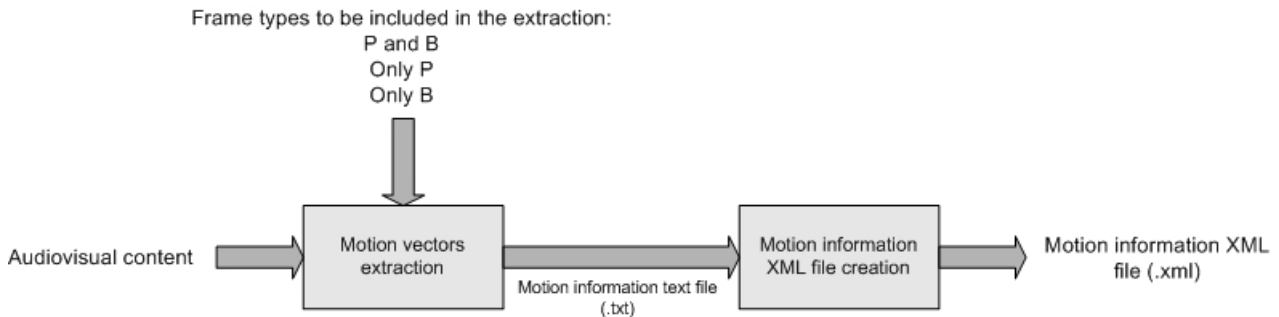 Frame types to be included in the extraction:
P and B
Only P
Only B
Audiovisual content
Motion vectors
extraction
Motion information text file
(.txt)
Motion information
XML file creation
Motion information XML
file (.xml)